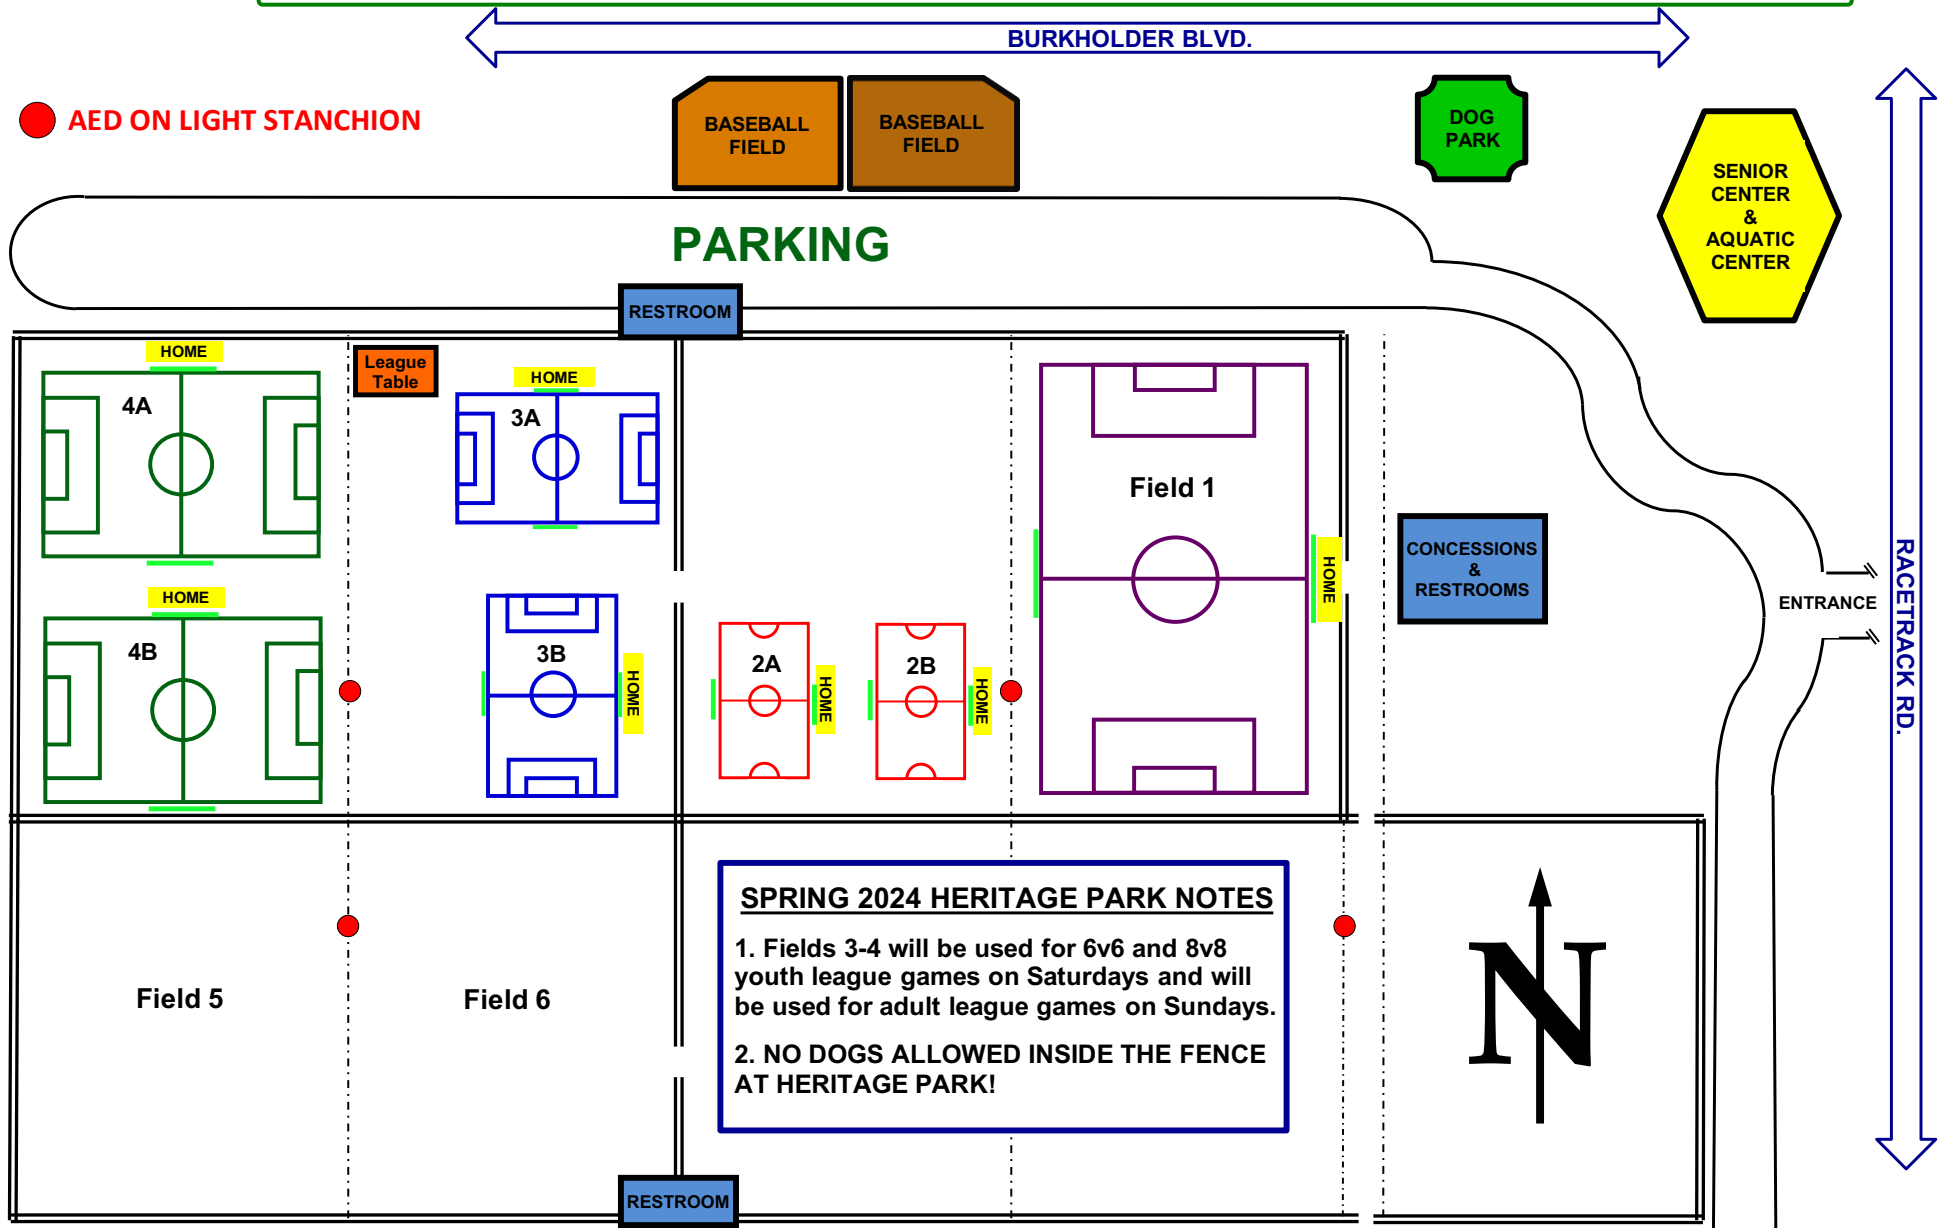 BURKHOLDER BLVD.
AED ON LIGHT STANCHION
BASEBALL
FIELD
BASEBALL
FIELD
DOG
PARK
SENIOR
CENTER
&
AQUATIC
CENTER
PARKING
RESTROOM
HOME
League
Table
HOME
4A
3A
Field 1
HOME
CONCESSIONS
&
RESTROOMS
ENTRANCE
RACETRACK RD.
HOME
4B
3B
HOME
2A
HOME
2B
HOME
SPRING 2024 HERITAGE PARK NOTES
1. Fields 3-4 will be used for 6v6 and 8v8
youth league games on Saturdays and will
be used for adult league games on Sundays.
2. NO DOGS ALLOWED INSIDE THE FENCE
AT HERITAGE PARK!
Field 5
Field 6
N
RESTROOM